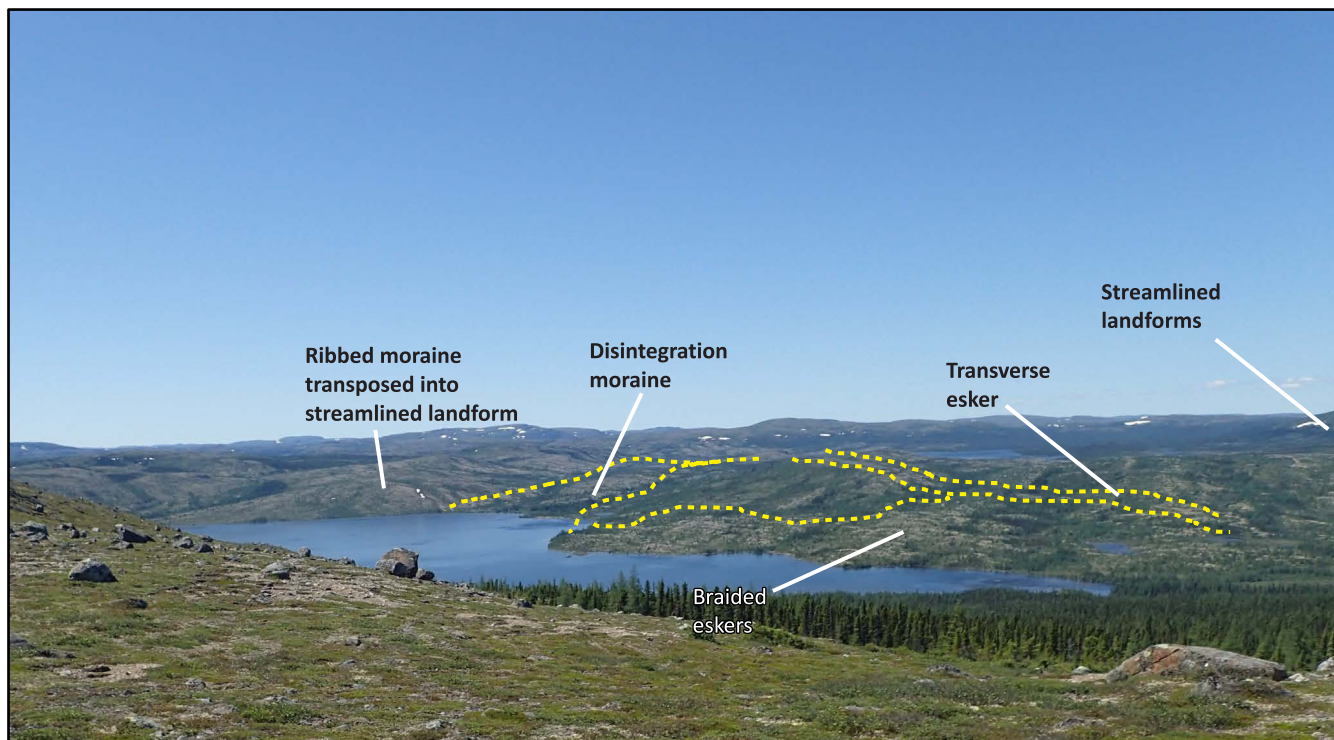 Ribbed moraine
transposed into
streamlined landform
Disintegration
moraine
Transverse
esker
Streamlined
landforms
Braided
eskers